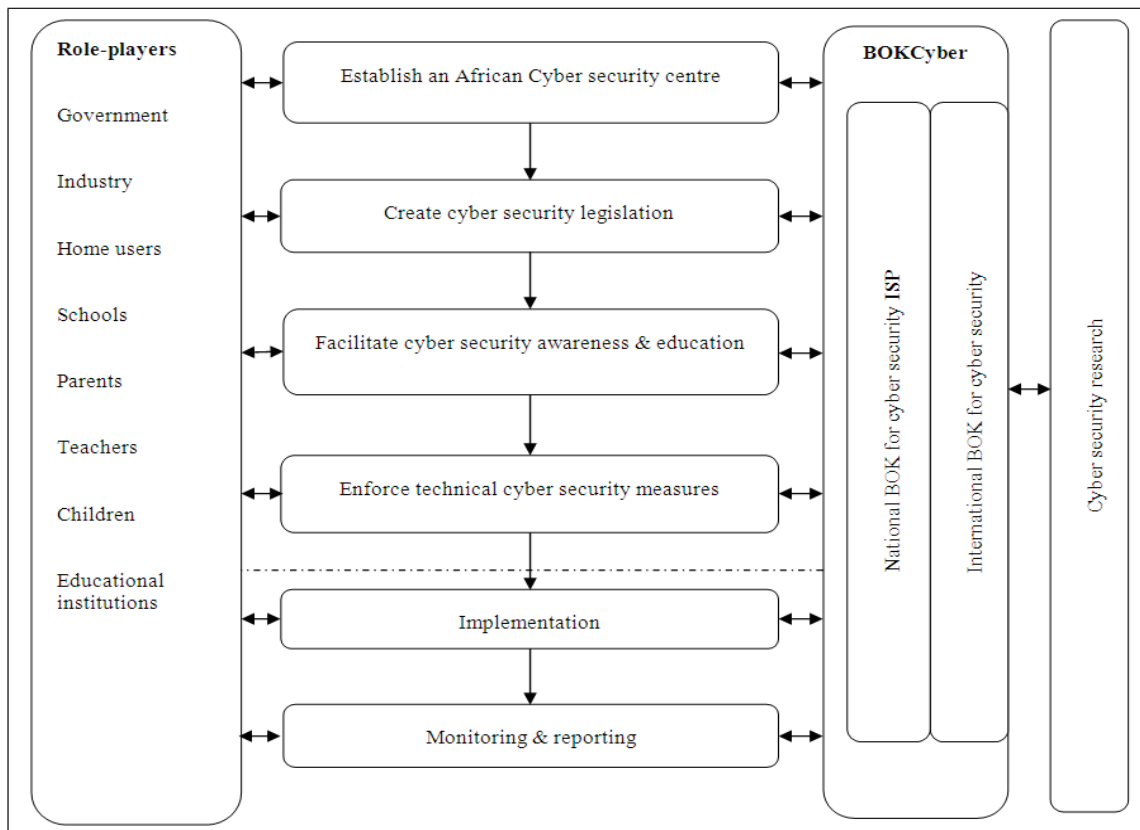 Role-players
Government
Industry
Home users
Schools
Parents
Teachers
Children
Educational
institutions
Establish an African Cyber security centre
Create cyber security legislation
Facilitate cyber security awareness & education
Enforce technical cyber security measures
Implementation
Monitoring & reporting
BOKCyber
National BOK for cyber security ISP
International BOK for cyber security
Cyber security research